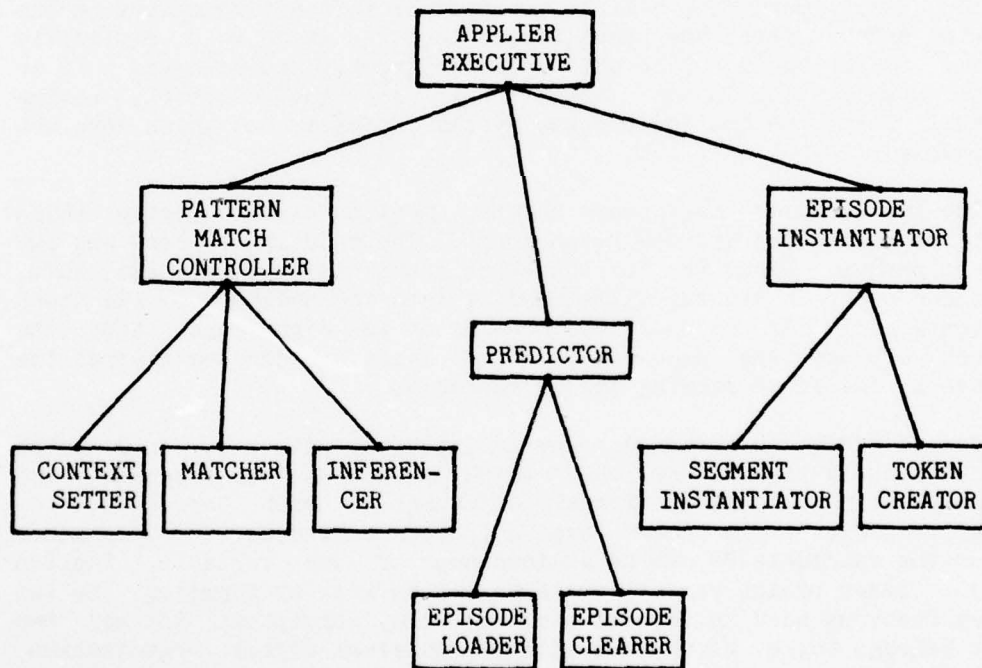 APPLIER
EXECUTIVE
PATTERN
MATCH
CONTROLLER
EPISODE
INSTANTIATOR
PREDICTOR
CONTEXT
SETTER
MATCHER
INFEREN-
CER
SEGMENT
INSTANTIATOR
TOKEN
CREATOR
EPISODE
LOADER
EPISODE
CLEARER